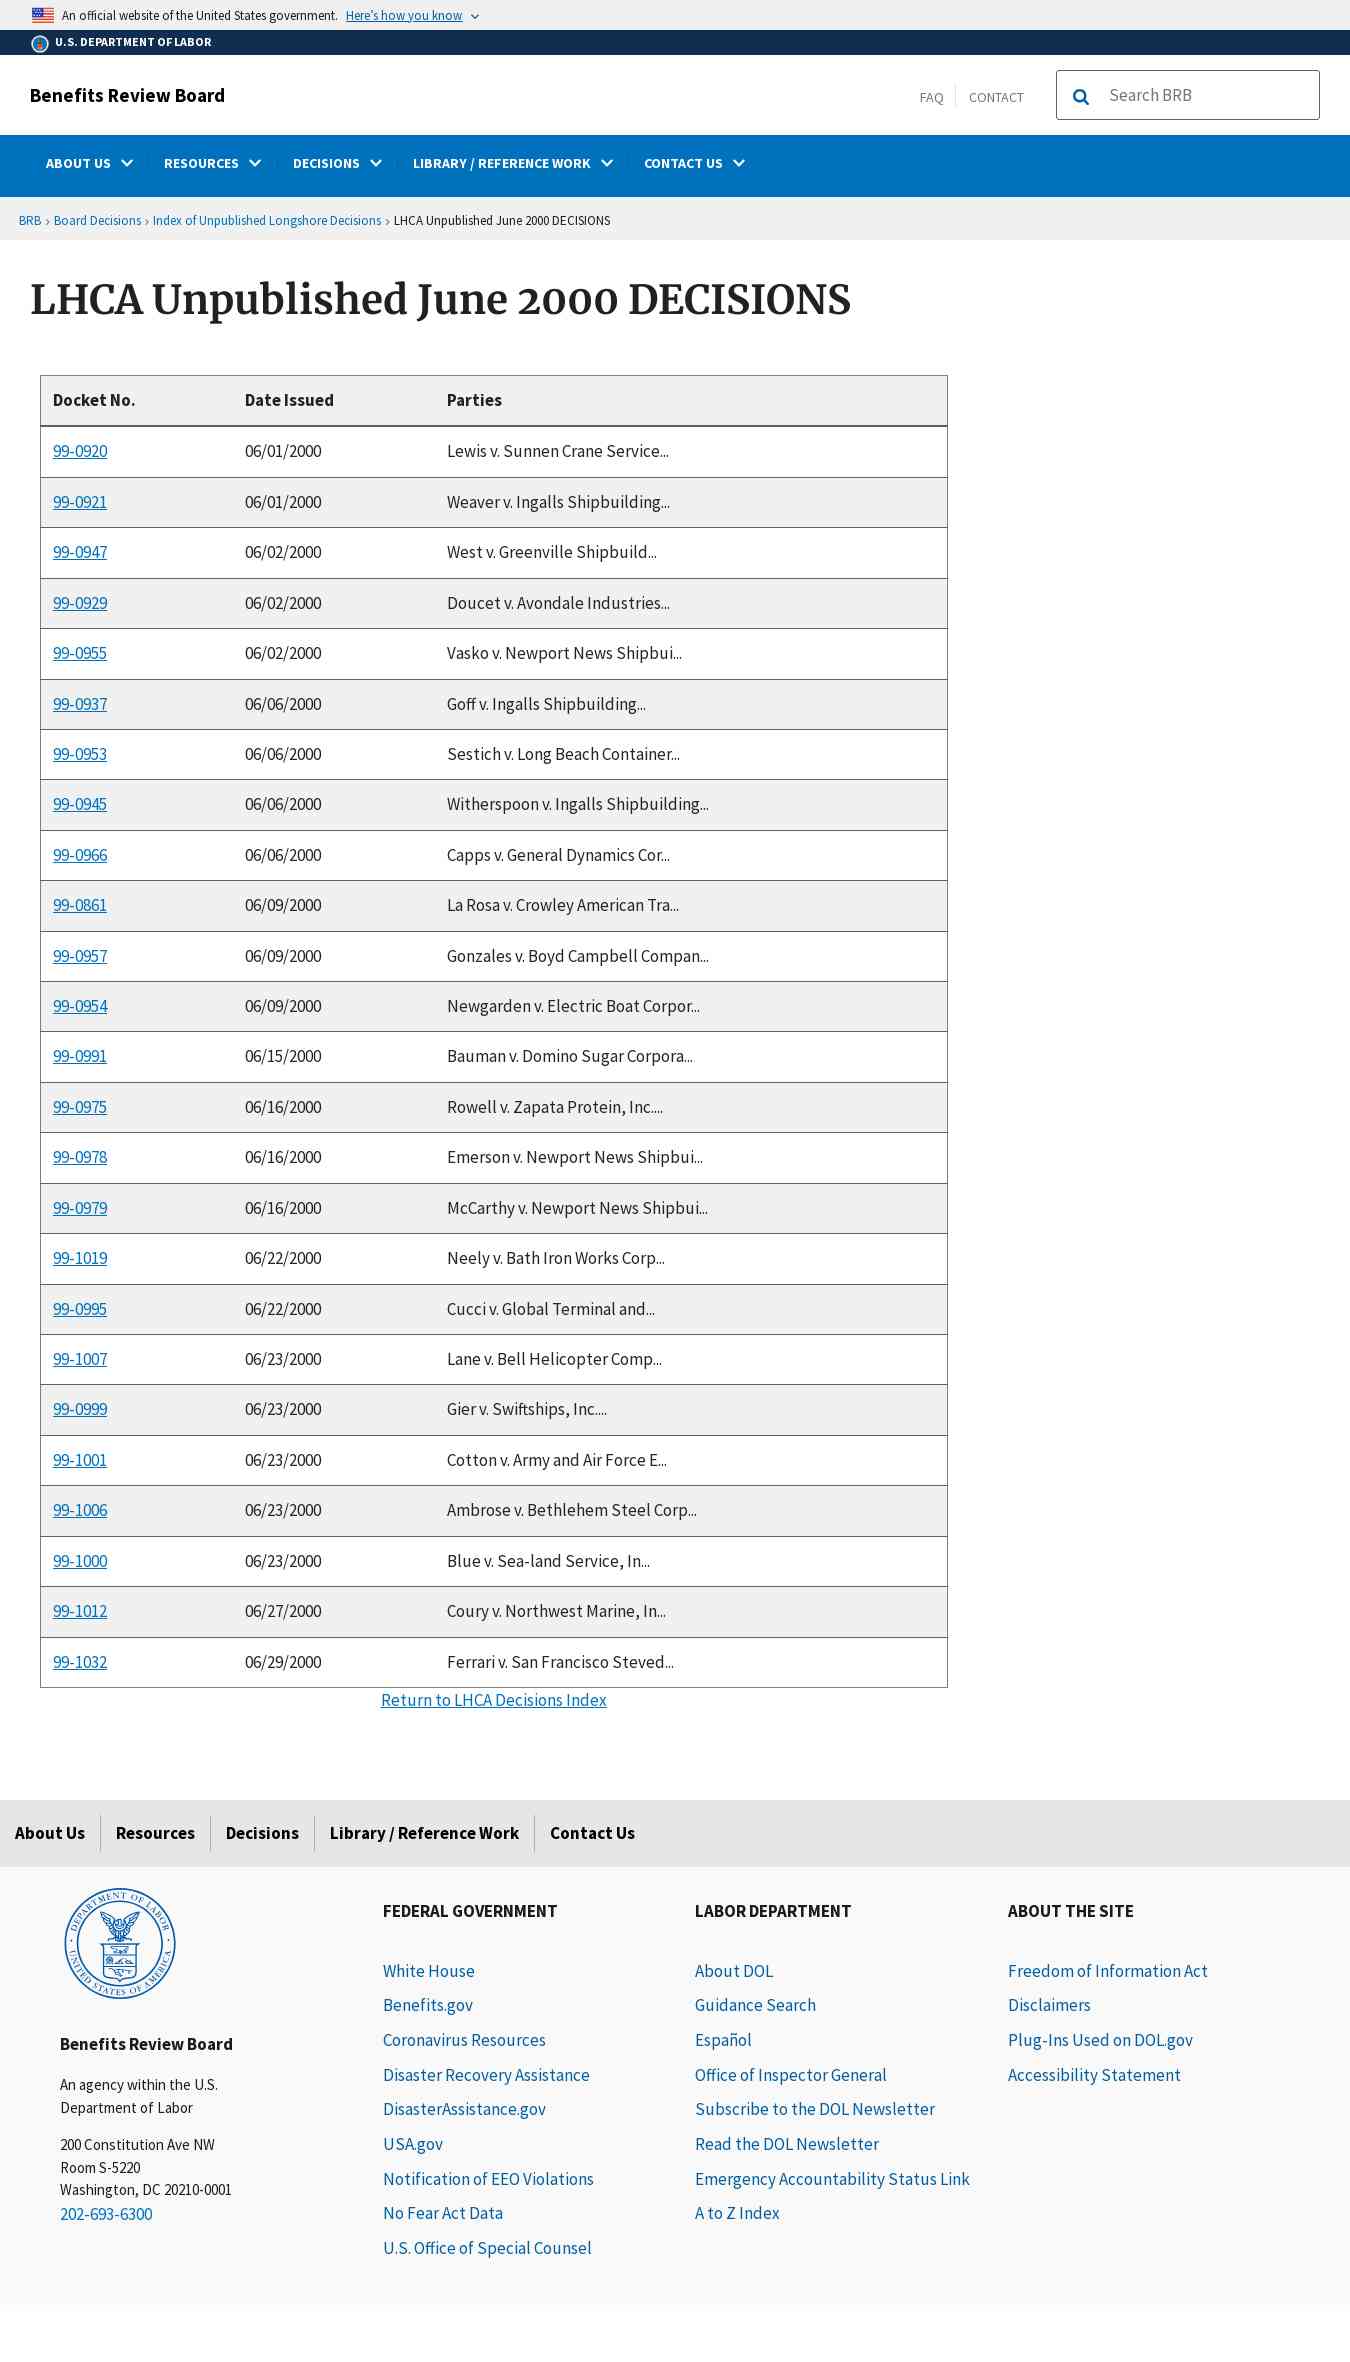 An official website of the United States government. Here's how you know
U.S. DEPARTMENT OF LABOR
Benefits Review Board
FAQ
CONTACT
Search BRB
ABOUT US
RESOURCES
DECISIONS
LIBRARY / REFERENCE WORK
CONTACT US
BRB › Board Decisions › Index of Unpublished Longshore Decisions › LHCA Unpublished June 2000 DECISIONS
LHCA Unpublished June 2000 DECISIONS
Docket No. Date Issued Parties
99-0920 06/01/2000 Lewis v. Sunnen Crane Service...
99-0921 06/01/2000 Weaver v. Ingalls Shipbuilding...
99-0947 06/02/2000 West v. Greenville Shipbuild...
99-0929 06/02/2000 Doucet v. Avondale Industries...
99-0955 06/02/2000 Vasko v. Newport News Shipbui...
99-0937 06/06/2000 Goff v. Ingalls Shipbuilding...
99-0953 06/06/2000 Sestich v. Long Beach Container...
99-0945 06/06/2000 Witherspoon v. Ingalls Shipbuilding...
99-0966 06/06/2000 Capps v. General Dynamics Cor...
99-0861 06/09/2000 La Rosa v. Crowley American Tra...
99-0957 06/09/2000 Gonzales v. Boyd Campbell Compan...
99-0954 06/09/2000 Newgarden v. Electric Boat Corpor...
99-0991 06/15/2000 Bauman v. Domino Sugar Corpora...
99-0975 06/16/2000 Rowell v. Zapata Protein, Inc....
99-0978 06/16/2000 Emerson v. Newport News Shipbui...
99-0979 06/16/2000 McCarthy v. Newport News Shipbui...
99-1019 06/22/2000 Neely v. Bath Iron Works Corp...
99-0995 06/22/2000 Cucci v. Global Terminal and...
99-1007 06/23/2000 Lane v. Bell Helicopter Comp...
99-0999 06/23/2000 Gier v. Swiftships, Inc....
99-1001 06/23/2000 Cotton v. Army and Air Force E...
99-1006 06/23/2000 Ambrose v. Bethlehem Steel Corp...
99-1000 06/23/2000 Blue v. Sea-land Service, In...
99-1012 06/27/2000 Coury v. Northwest Marine, In...
99-1032 06/29/2000 Ferrari v. San Francisco Steved...
Return to LHCA Decisions Index
About Us
Resources
Decisions
Library / Reference Work
Contact Us
DEPARTMENT OF LABOR
UNITED STATES OF AMERICA
Benefits Review Board
An agency within the U.S.
Department of Labor
200 Constitution Ave NW
Room S-5220
Washington, DC 20210-0001
202-693-6300
FEDERAL GOVERNMENT
White House
Benefits.gov
Coronavirus Resources
Disaster Recovery Assistance
DisasterAssistance.gov
USA.gov
Notification of EEO Violations
No Fear Act Data
U.S. Office of Special Counsel
LABOR DEPARTMENT
About DOL
Guidance Search
Español
Office of Inspector General
Subscribe to the DOL Newsletter
Read the DOL Newsletter
Emergency Accountability Status Link
A to Z Index
ABOUT THE SITE
Freedom of Information Act
Disclaimers
Plug-Ins Used on DOL.gov
Accessibility Statement